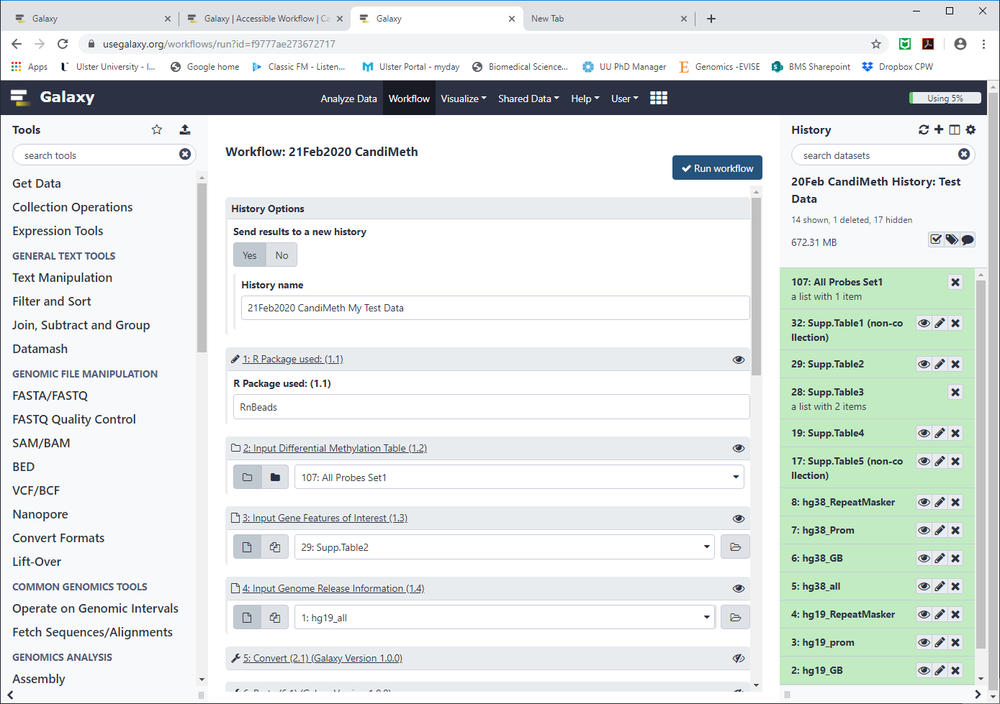 Galaxy
Galaxy | Accessible Workflow | Ca
Galaxy
New Tab
usegalaxy.org/workflows/run?id=f9777ae273672717
Apps
Ulster University - I...
Google home
Classic FM - Listen...
Ulster Portal - myday
Biomedical Science...
UU PhD Manager
Genomics -EVISE
BMS Sharepoint
Dropbox CPW
Galaxy
Analyze Data
Workflow
Visualize
Shared Data
Help
User
Using 5%
Tools
search tools
Get Data
Collection Operations
Expression Tools
GENERAL TEXT TOOLS
Text Manipulation
Filter and Sort
Join, Subtract and Group
Datamash
GENOMIC FILE MANIPULATION
FASTA/FASTQ
FASTQ Quality Control
SAM/BAM
BED
VCF/BCF
Nanopore
Convert Formats
Lift-Over
COMMON GENOMICS TOOLS
Operate on Genomic Intervals
Fetch Sequences/Alignments
GENOMICS ANALYSIS
Assembly
Workflow: 21Feb2020 CandiMeth
Run workflow
History Options
Send results to a new history
Yes
No
History name
21Feb2020 CandiMeth My Test Data
1: R Package used: (1.1)
R Package used: (1.1)
RnBeads
2: Input Differential Methylation Table (1.2)
107: All Probes Set1
3: Input Gene Features of Interest (1.3)
29: Supp.Table2
4: Input Genome Release Information (1.4)
1: hg19_all
5: Convert (2.1) (Galaxy Version 1.0.0)
History
search datasets
20Feb CandiMeth History: Test
Data
14 shown, 1 deleted, 17 hidden
672.31 MB
107: All Probes Set1
a list with 1 item
32: Supp.Table1 (non-co
llection)
29: Supp.Table2
28: Supp.Table3
a list with 2 items
19: Supp.Table4
17: Supp.Table5 (non-co
llection)
8: hg38_RepeatMasker
7: hg38_Prom
6: hg38_GB
5: hg38_all
4: hg19_RepeatMasker
3: hg19_prom
2: hg19_GB